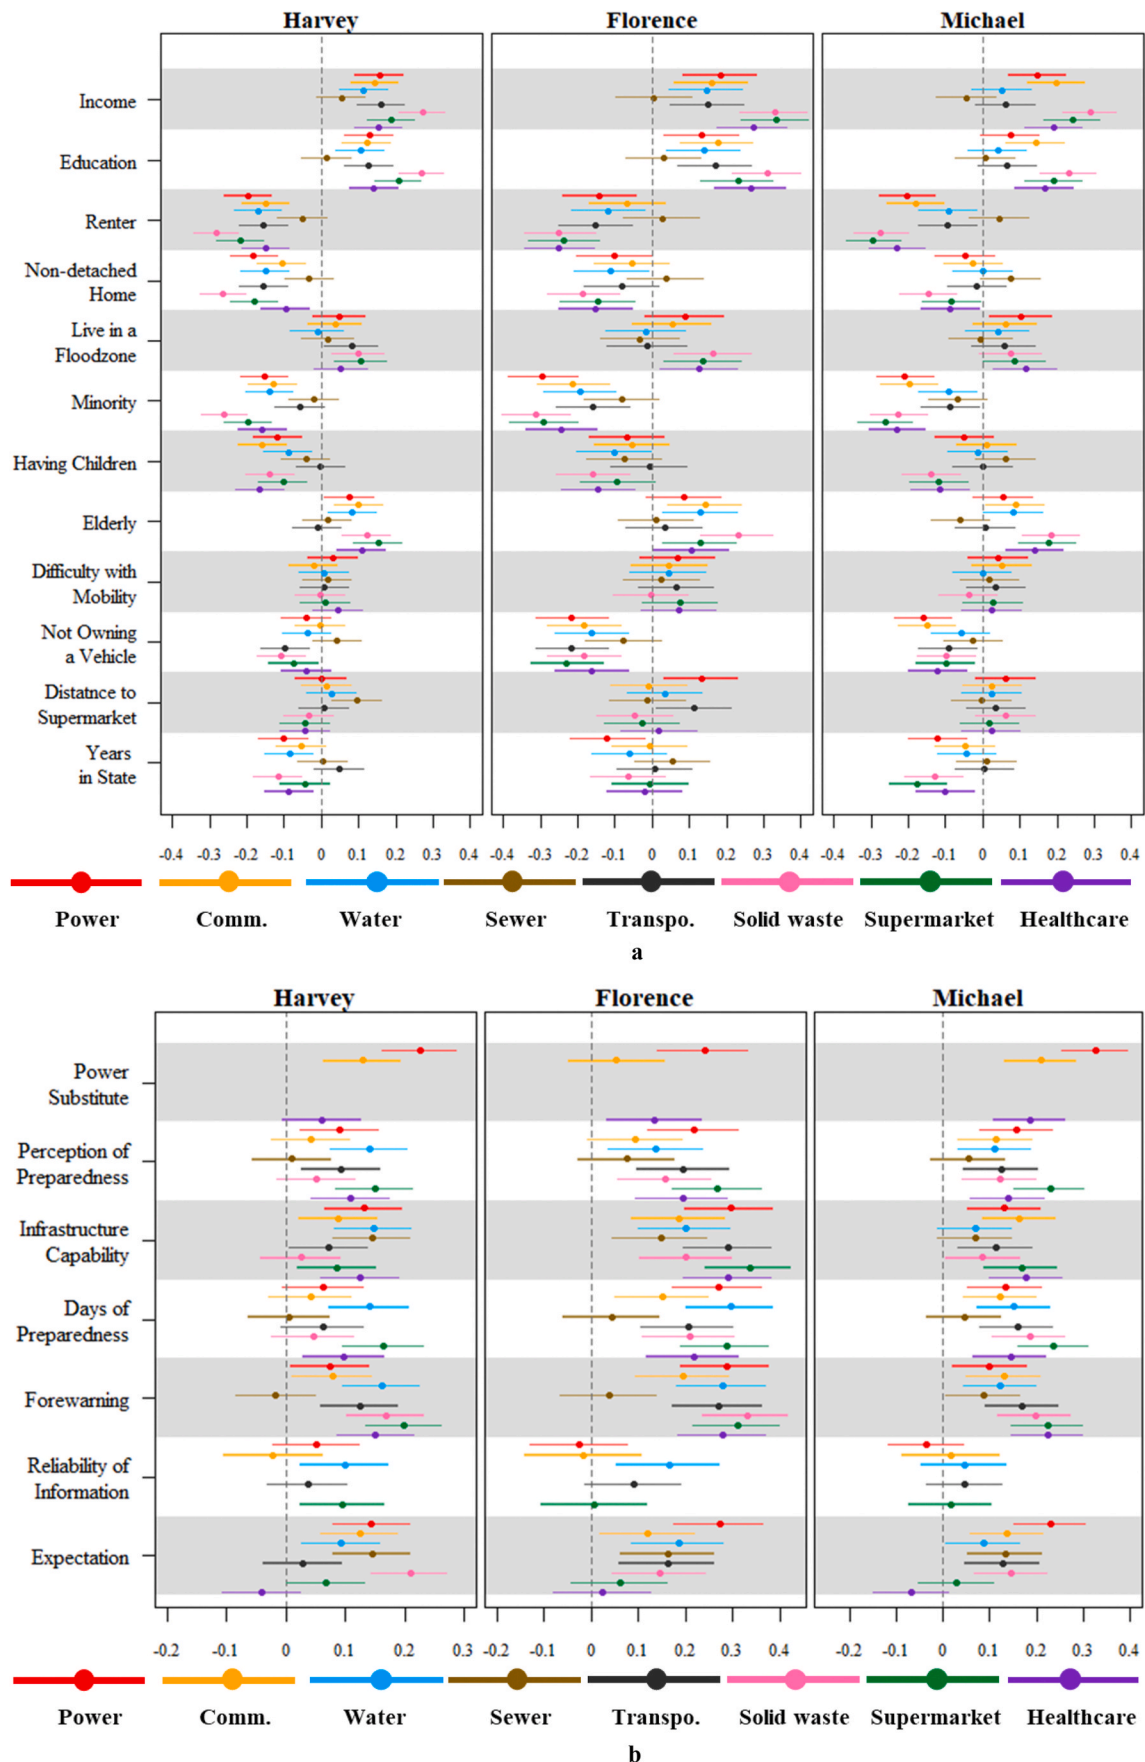 Harvey Florence Michael
Income
Education
Renter
Non-detached
Home
Live in a
Floodzone
Minority
Having Children
Elderly
Difficulty with
Mobility
Not Owning
a Vehicle
Distatnce to
Supermarket
Years
in State
-0.4 -0.3 -0.2 -0.1 0 0.1 0.2 0.3 0.4 -0.4 -0.3 -0.2 -0.1 0 0.1 0.2 0.3 0.4 -0.4 -0.3 -0.2 -0.1 0 0.1 0.2 0.3 0.4
Power Comm. Water Sewer Transpo. Solid waste Supermarket Healthcare
a
Harvey Florence Michael
Power
Substitute
Perception of
Preparedness
Infrastructure
Capability
Days of
Preparedness
Forewarning
Reliability of
Information
Expectation
-0.2 -0.1 0 0.1 0.2 0.3 -0.2 -0.1 0 0.1 0.2 0.3 0.4 -0.2 -0.1 0 0.1 0.2 0.3 0.4
Power Comm. Water Sewer Transpo. Solid waste Supermarket Healthcare
b